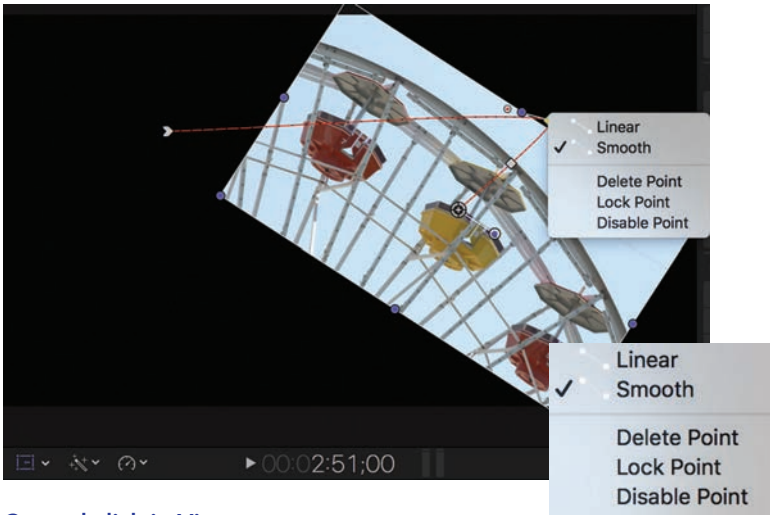 Linear
✓ Smooth
Delete Point
Lock Point
Disable Point
00:02:51;00
Linear
✓ Smooth
Delete Point
Lock Point
Disable Point